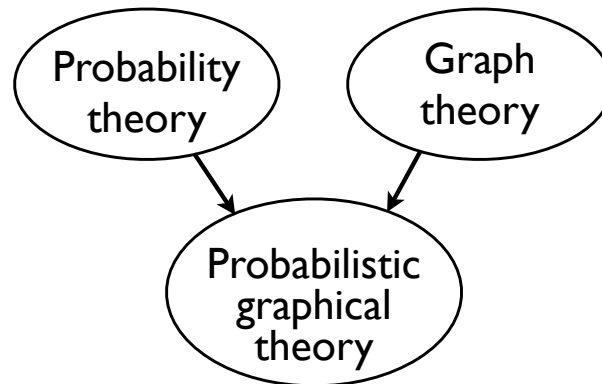 Probability
theory
Graph
theory
Probabilistic
graphical
theory